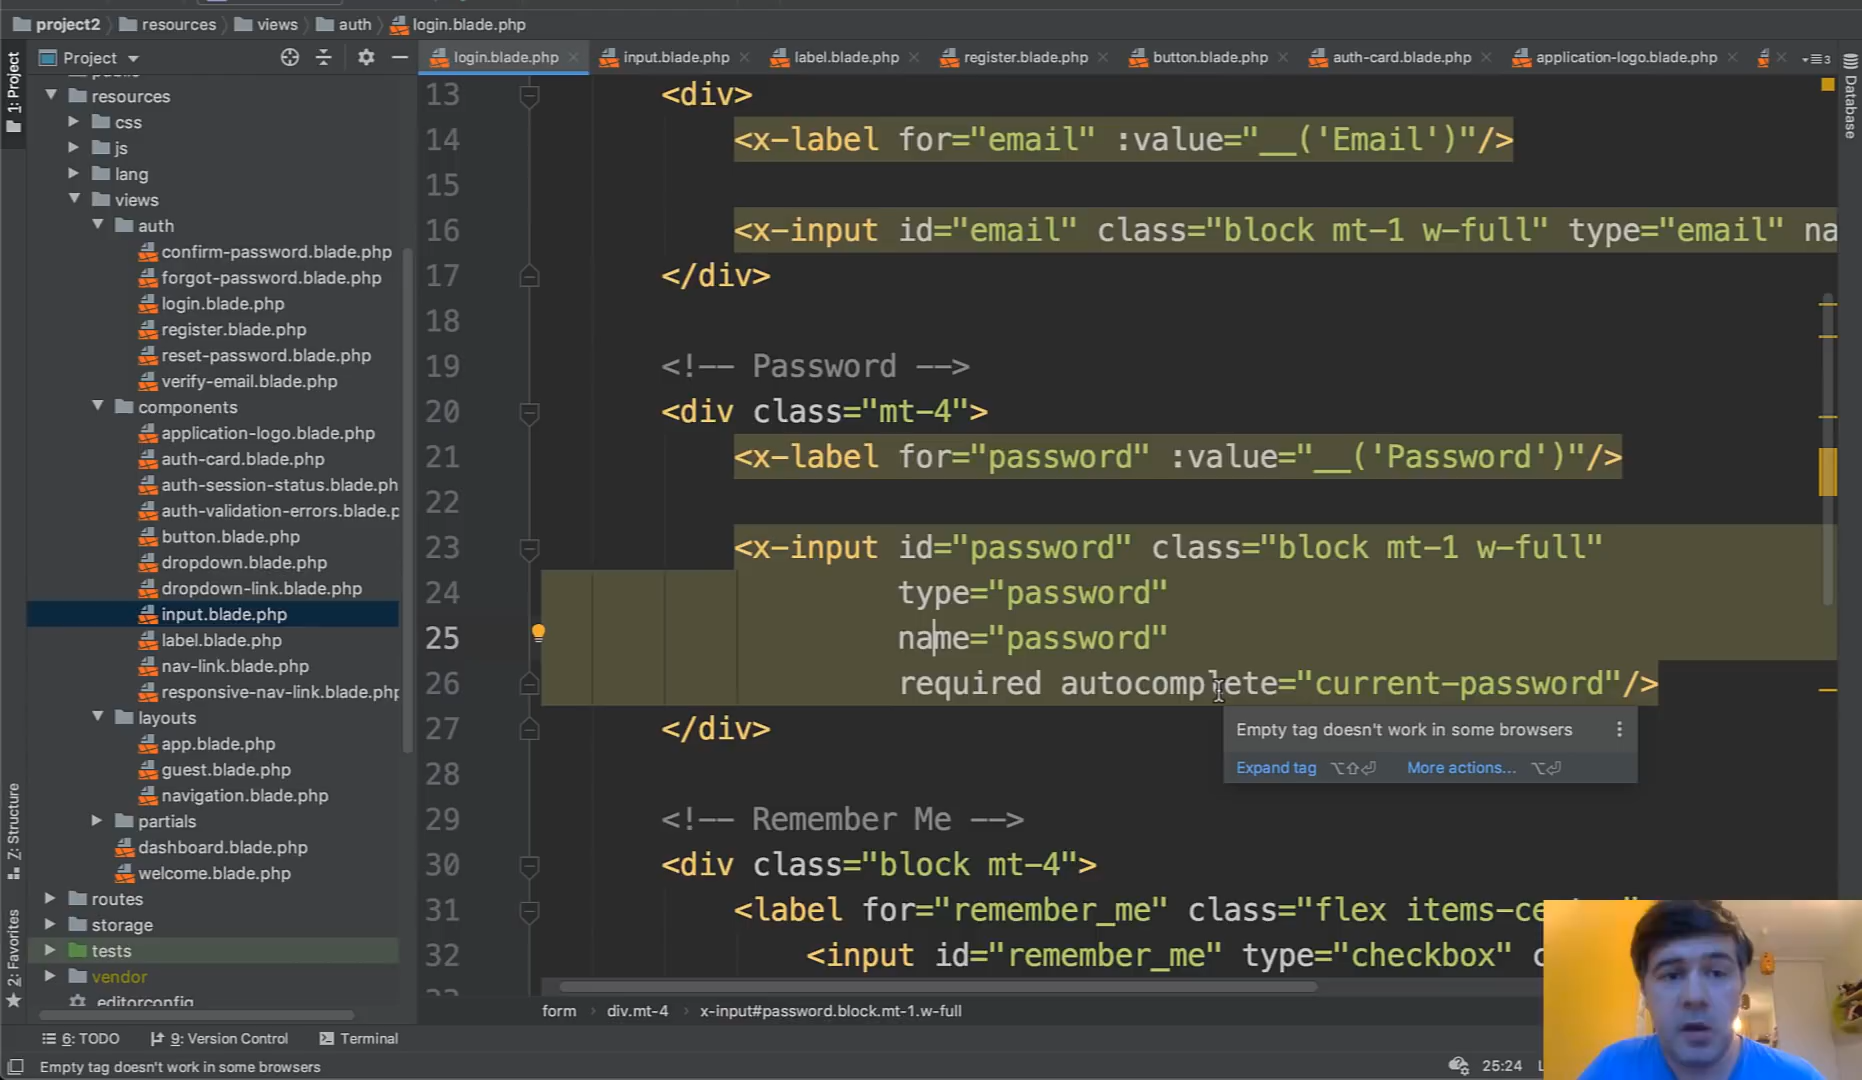 project2 resources views auth login.blade.php
1: Project
Project
login.blade.php input.blade.php label.blade.php register.blade.php button.blade.php auth-card.blade.php application-logo.blade.php 3
Database
resources
css
js
lang
views
auth
confirm-password.blade.php
forgot-password.blade.php
login.blade.php
register.blade.php
reset-password.blade.php
verify-email.blade.php
components
application-logo.blade.php
auth-card.blade.php
auth-session-status.blade.ph
auth-validation-errors.blade.p
button.blade.php
dropdown.blade.php
dropdown-link.blade.php
input.blade.php
label.blade.php
nav-link.blade.php
responsive-nav-link.blade.php
layouts
app.blade.php
guest.blade.php
navigation.blade.php
partials
dashboard.blade.php
welcome.blade.php
routes
storage
tests
vendor
.editorconfig
Z: Structure
2: Favorites
13 <div>
14 <x-label for="email" :value="__('Email')"/>
15
16 <x-input id="email" class="block mt-1 w-full" type="email" na
17 </div>
18
19 <!-- Password -->
20 <div class="mt-4">
21 <x-label for="password" :value="__('Password')"/>
22
23 <x-input id="password" class="block mt-1 w-full"
24 type="password"
25 name="password"
26 required autocomplete="current-password"/>
27 </div>
28
29 <!-- Remember Me -->
30 <div class="block mt-4">
31 <label for="remember_me" class="flex items-ce
32 <input id="remember_me" type="checkbox" c
Empty tag doesn't work in some browsers
Expand tag ⌥⇧⏎ More actions... ⌥⏎
form div.mt-4 x-input#password.block.mt-1.w-full
6: TODO 9: Version Control Terminal
Empty tag doesn't work in some browsers 25:24